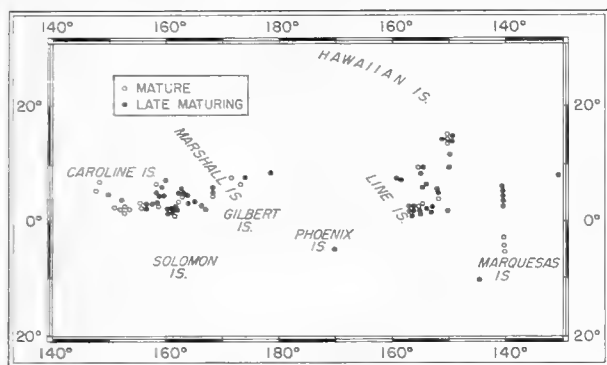 140° 160° 180° 160° 140°
HAWAIIAN IS.
○ MATURE
● LATE MATURING
20° 20°
MARSHALL IS
CAROLINE IS
LINE IS.
GILBERT IS.
0° 0°
PHOENIX IS
SOLOMON IS.
MARQUESAS IS
20° 20°
140° 160° 180° 160° 140°